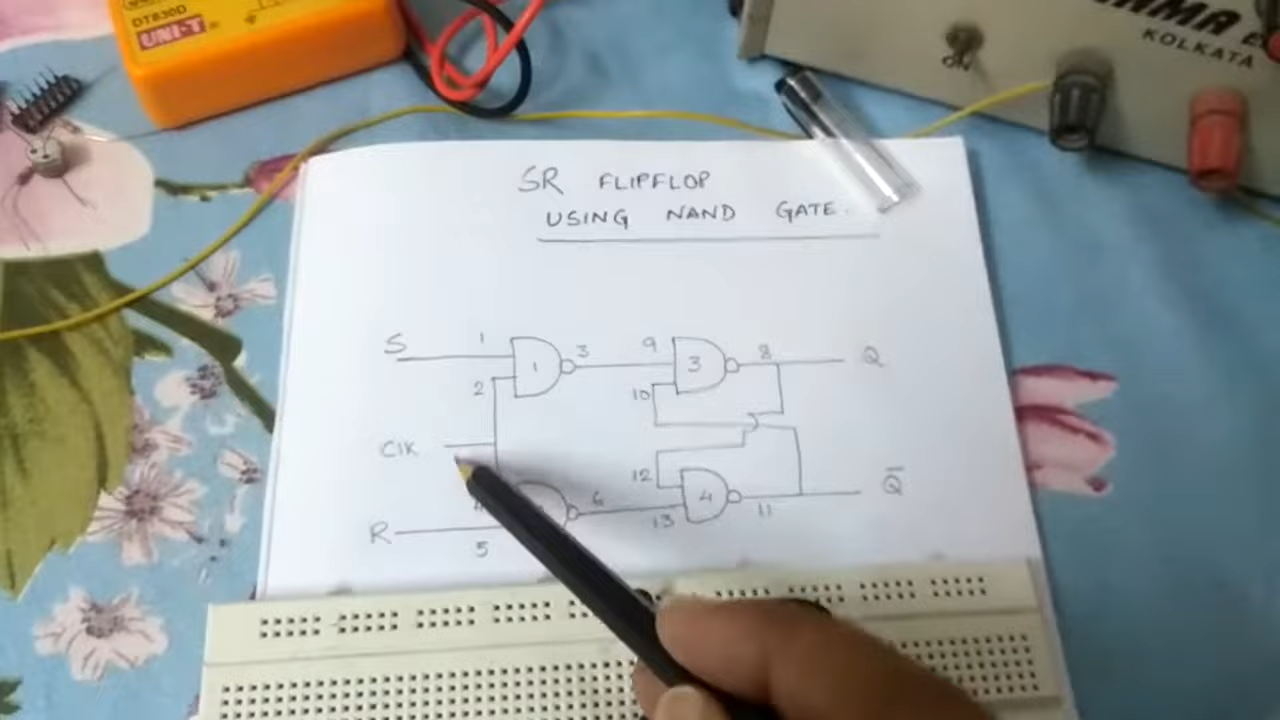 DT830D
UNI-T
KOLKATA
ON
SR FLIPFLOP
USING NAND GATE.
S 1 1 3 9 3 8 Q
2 10
Clk
12
6 4 Q̅
R 13 11
5